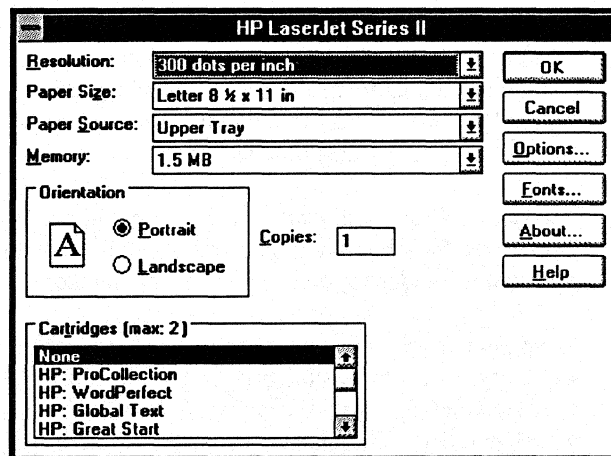 HP LaserJet Series II
Resolution: 300 dots per inch
OK
Paper Size: Letter 8 ½ x 11 in
Cancel
Paper Source: Upper Tray
Memory: 1.5 MB
Options...
Fonts...
Orientation
A
Portrait
Landscape
Copies: 1
About...
Help
Cartridges (max: 2)
None
HP: ProCollection
HP: WordPerfect
HP: Global Text
HP: Great Start